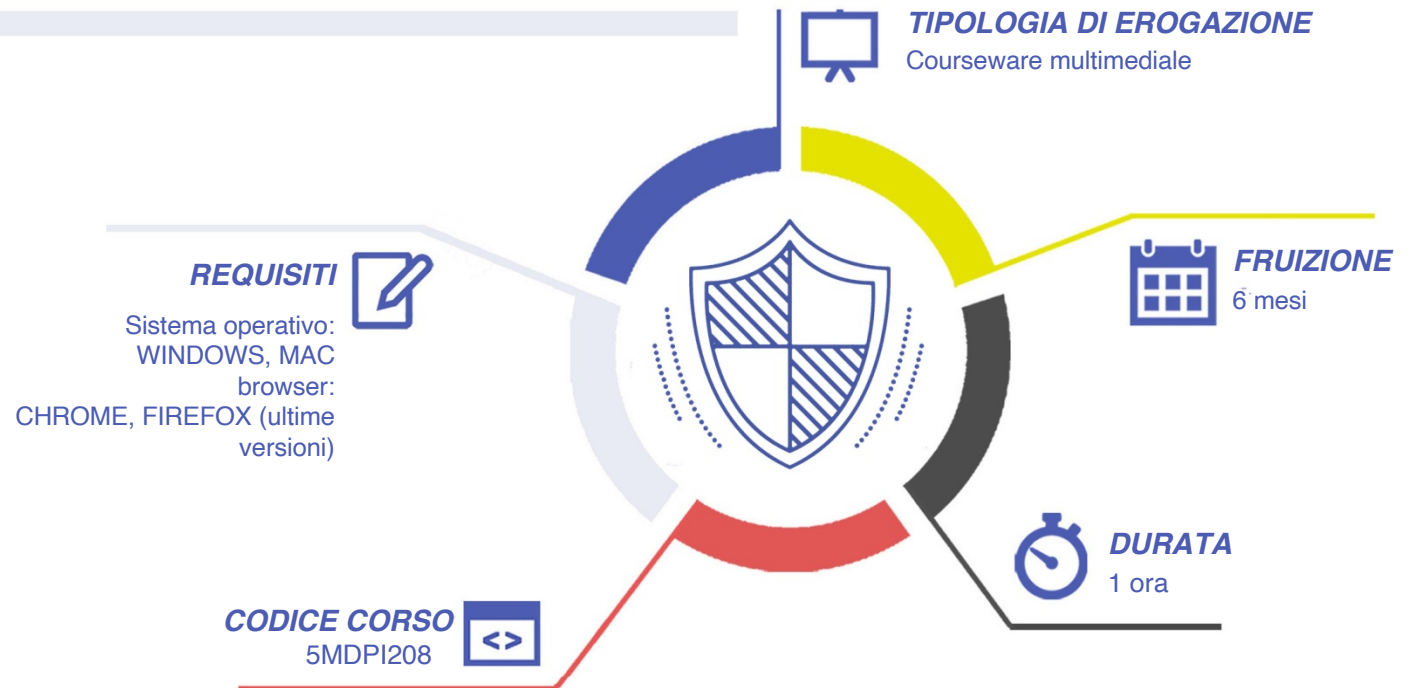 TIPOLOGIA DI EROGAZIONE
Courseware multimediale
REQUISITI
Sistema operativo:
WINDOWS, MAC
browser:
CHROME, FIREFOX (ultime
versioni)
FRUIZIONE
6 mesi
DURATA
1 ora
CODICE CORSO
5MDPI208
<>